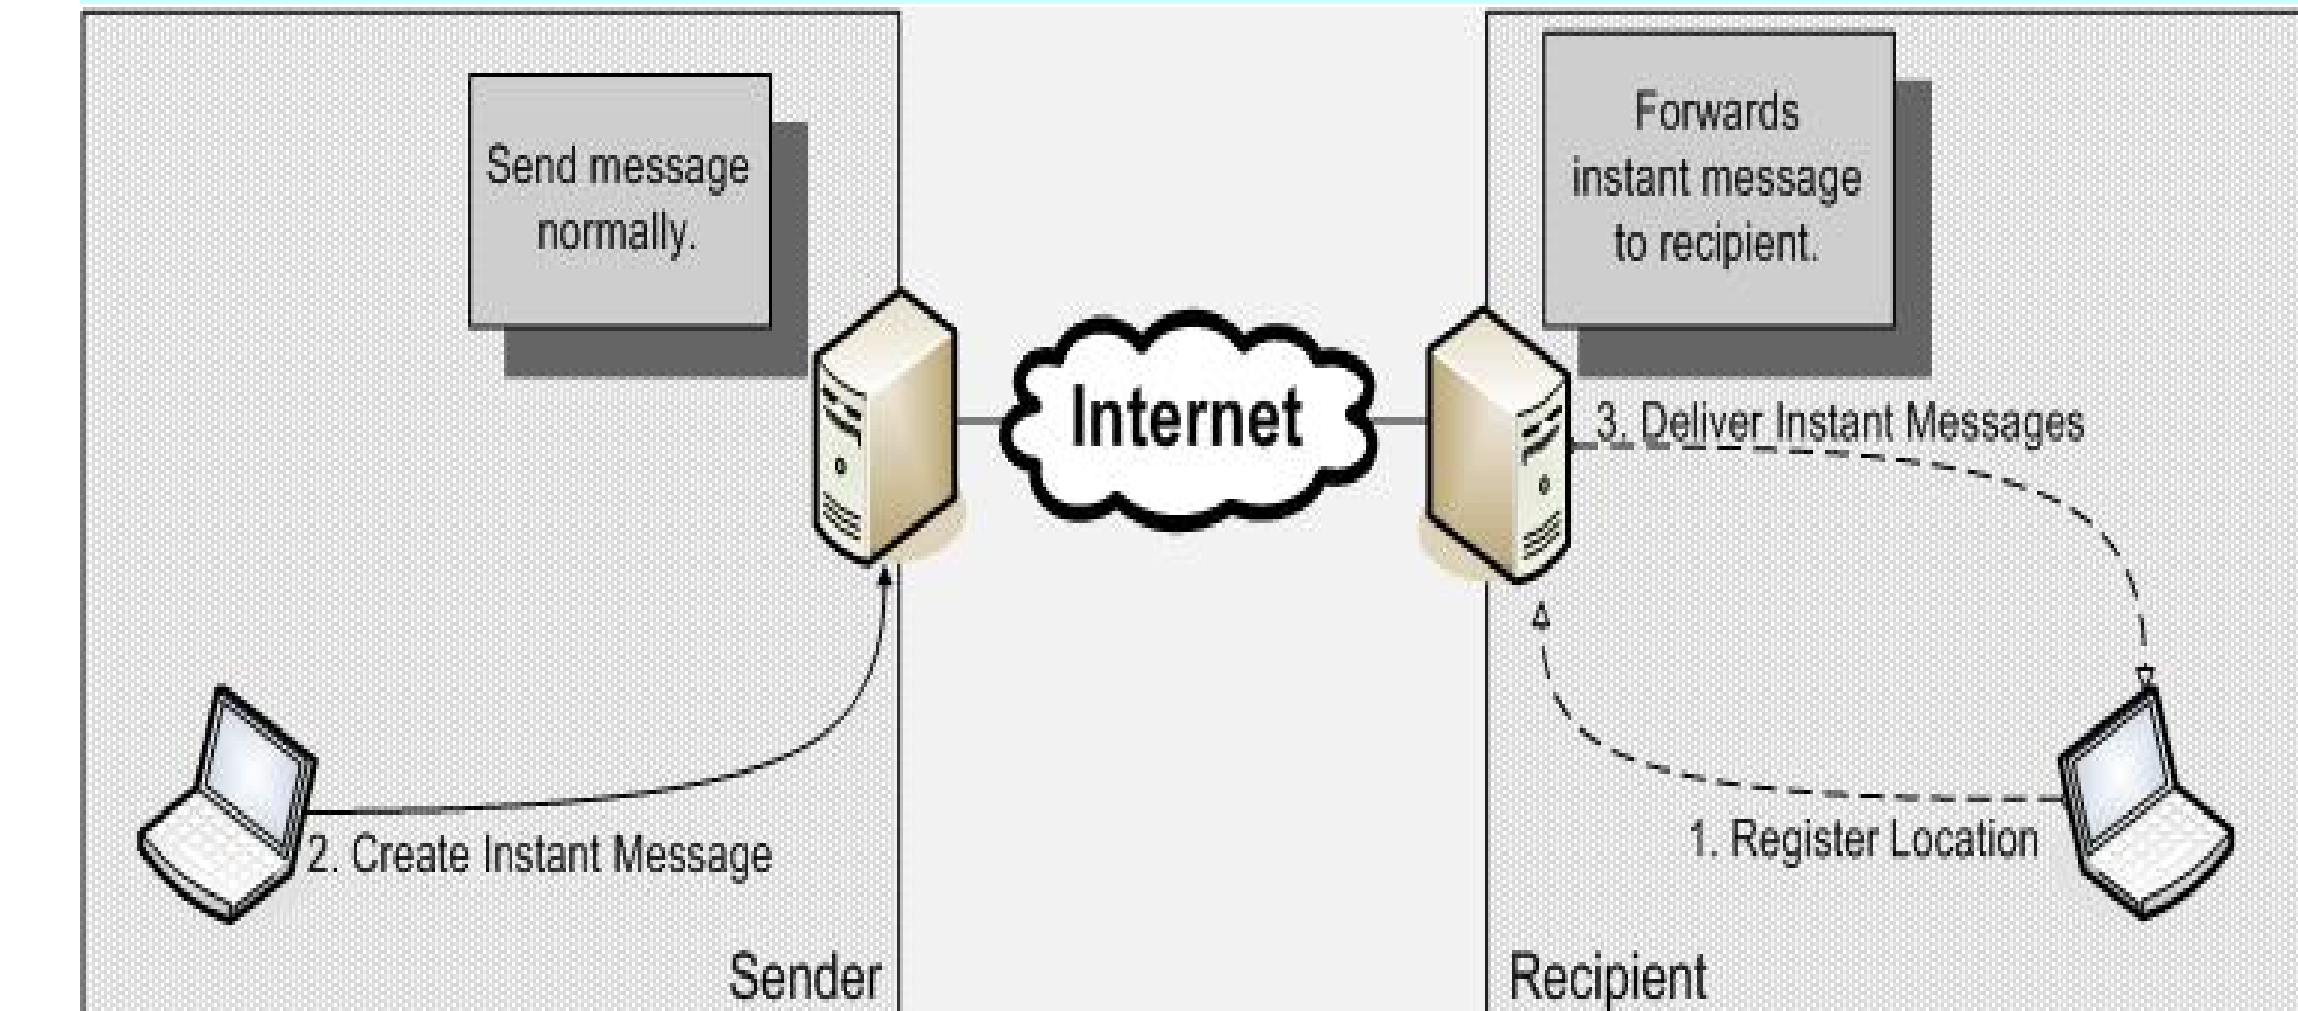 Send message
normally.
Forwards
instant message
to recipient.
Internet
3. Deliver Instant Messages
2. Create Instant Message
1. Register Location
Sender
Recipient